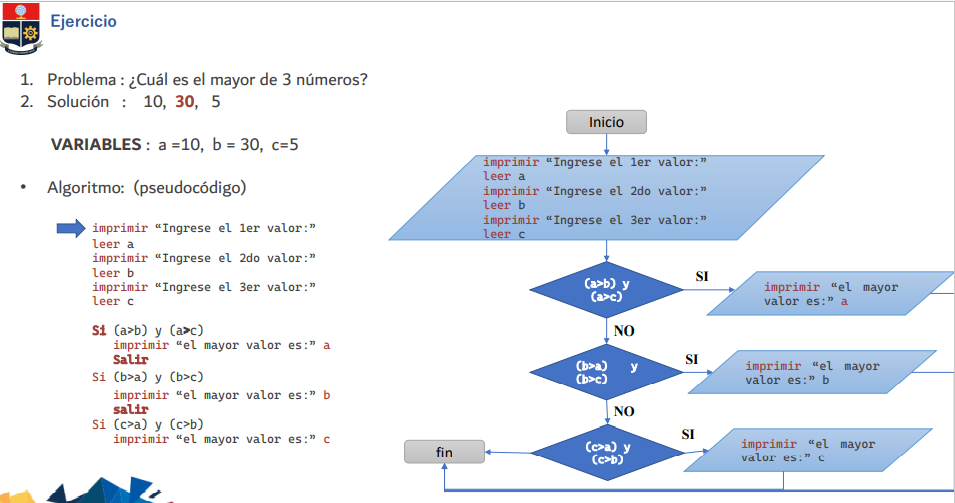 Ejercicio
1. Problema : ¿Cuál es el mayor de 3 números?
2. Solución : 10, 30, 5
VARIABLES : a =10, b = 30, c=5
• Algoritmo: (pseudocódigo)
imprimir “Ingrese el 1er valor:”
leer a
imprimir “Ingrese el 2do valor:”
leer b
imprimir “Ingrese el 3er valor:”
leer c
Si (a>b) y (a>c)
imprimir “el mayor valor es:” a
Salir
Si (b>a) y (b>c)
imprimir “el mayor valor es:” b
salir
Si (c>a) y (c>b)
imprimir “el mayor valor es:” c
Inicio
imprimir “Ingrese el 1er valor:”
leer a
imprimir “Ingrese el 2do valor:”
leer b
imprimir “Ingrese el 3er valor:”
leer c
(a>b) y
(a>c)
SI
imprimir “el mayor
valor es:” a
NO
(b>a) y
(b>c)
SI
imprimir “el mayor
valor es:” b
NO
(c>a) y
(c>b)
SI
imprimir “el mayor
valor es:” c
fin